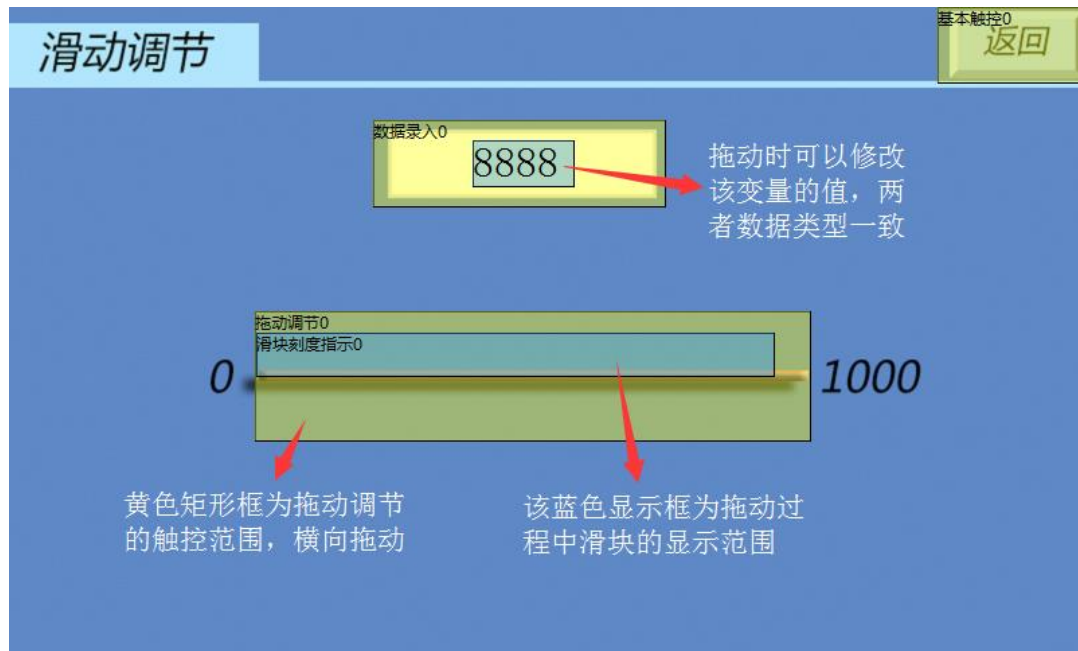 滑动调节
基本触控0
返回
数据录入0
8888
拖动时可以修改
该变量的值，两
者数据类型一致
拖动调节0
滑块刻度指示0
0
1000
黄色矩形框为拖动调节
的触控范围，横向拖动
该蓝色显示框为拖动过
程中滑块的显示范围